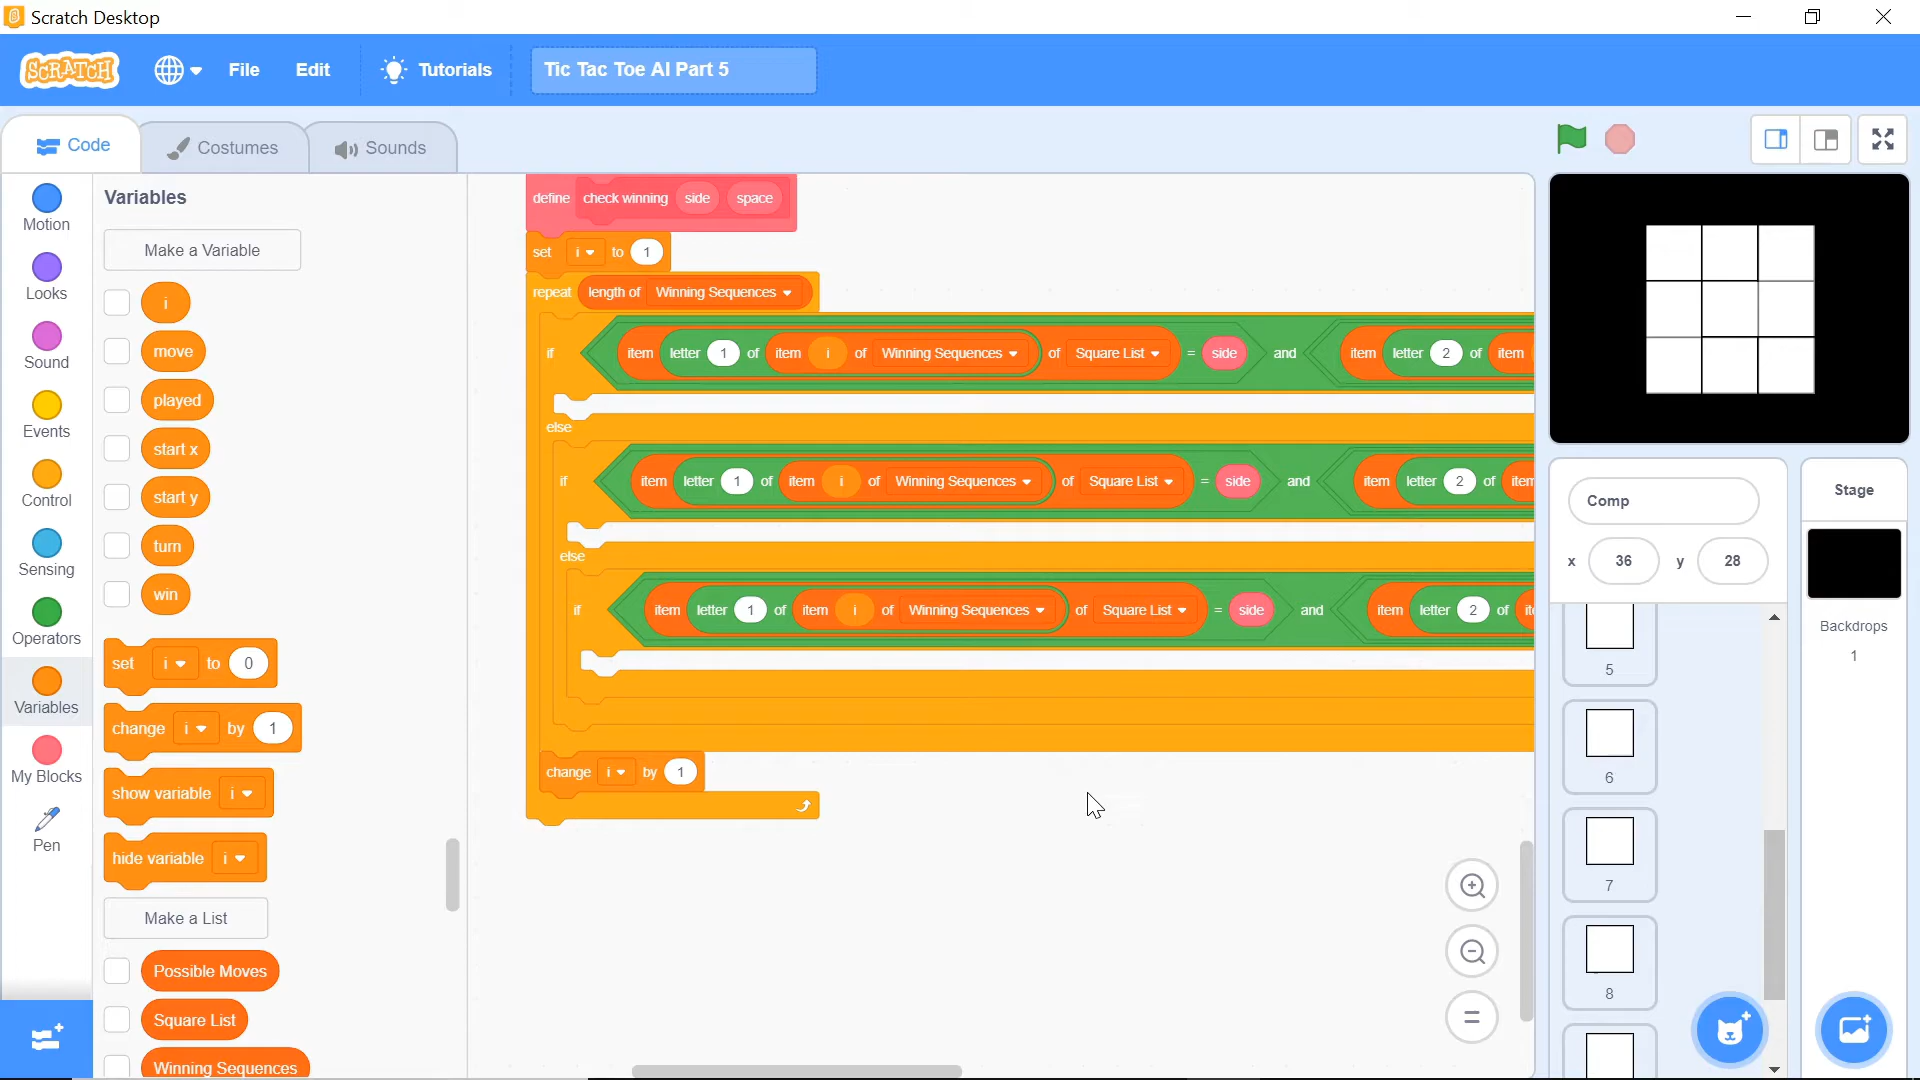 Scratch Desktop
SCRATCH File Edit Tutorials Tic Tac Toe AI Part 5
Code Costumes Sounds
Motion
Looks
Sound
Events
Control
Sensing
Operators
Variables
My Blocks
Pen
Variables
Make a Variable
i
move
played
start x
start y
turn
win
set i to 0
change i by 1
show variable i
hide variable i
Make a List
Possible Moves
Square List
Winning Sequences
define check winning side space
set i to 1
repeat length of Winning Sequences
if item letter 1 of item i of Winning Sequences of Square List = side and item letter 2 of item
else
if item letter 1 of item i of Winning Sequences of Square List = side and item letter 2 of
else
if item letter 1 of item i of Winning Sequences of Square List = side and item letter 2 of
change i by 1
Comp
x 36 y 28
5
6
7
8
Stage
Backdrops
1